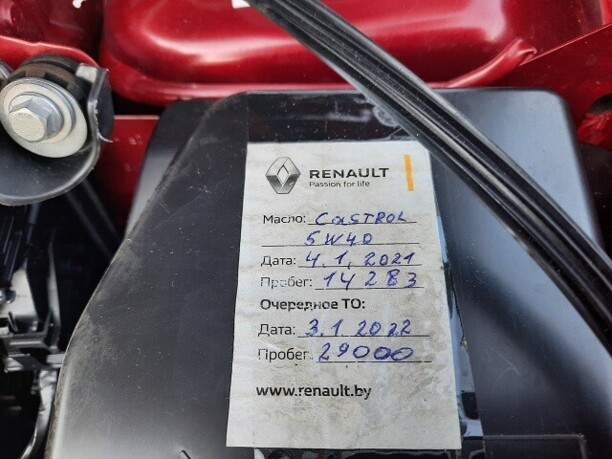 RENAULT
Passion for life
Масло: CASTROL
5W40
Дата: 4.1.2021
Пробег: 14283
Очередное ТО:
Дата: 3.1 2022
Пробег: 29000
www.renault.by